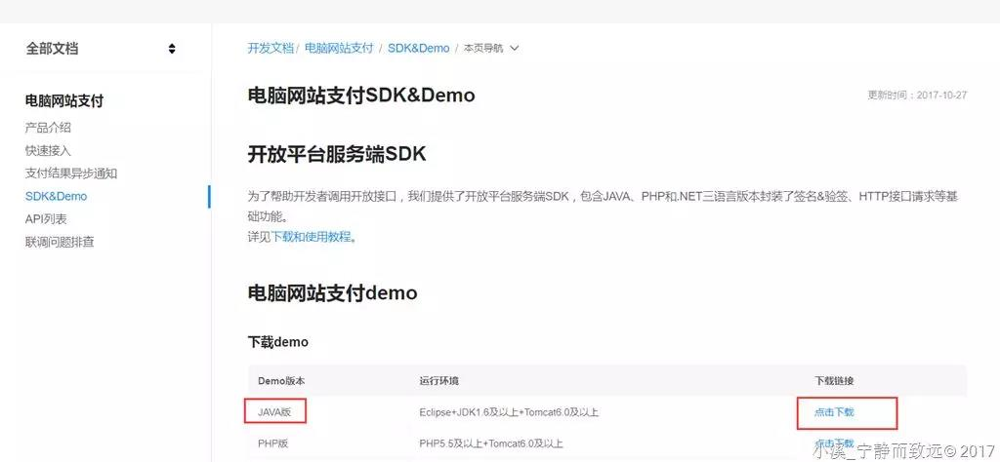 全部文档
开发文档 / 电脑网站支付 / SDK&Demo / 本页导航
电脑网站支付
产品介绍
快速接入
支付结果异步通知
SDK&Demo
API列表
联调问题排查
电脑网站支付SDK&Demo
更新时间：2017-10-27
开放平台服务端SDK
为了帮助开发者调用开放接口，我们提供了开放平台服务端SDK，包含JAVA、PHP和.NET三语言版本封装了签名&验签、HTTP接口请求等基
础功能。
详见下载和使用教程。
电脑网站支付demo
下载demo
Demo版本 运行环境 下载链接
JAVA版 Eclipse+JDK1.6及以上+Tomcat6.0及以上 点击下载
PHP版 PHP5.5及以上+Tomcat6.0及以上 点击下载
小溪_宁静而致远© 2017